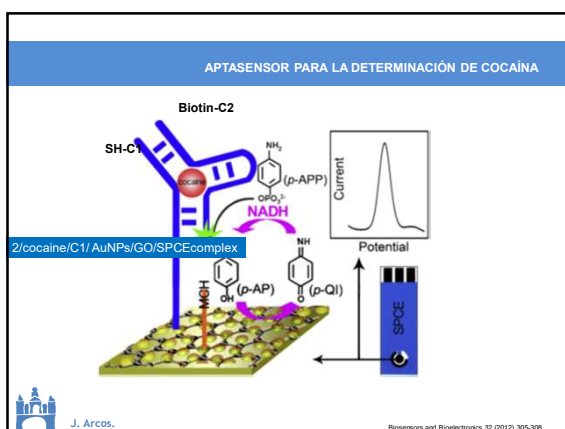 APTASENSOR PARA LA DETERMINACIÓN DE COCAÍNA
Biotin-C2
SH-C1
cocaine
NH₂
(p-APP)
OPO₃²⁻
NADH
Current
Potential
2/cocaine/C1/ AuNPs/GO/SPCEcomplex
NH
MCH
OH
(p-AP)
O
(p-QI)
SPCE
J. Arcos.
Biosensors and Bioelectronics 32 (2012) 305-308